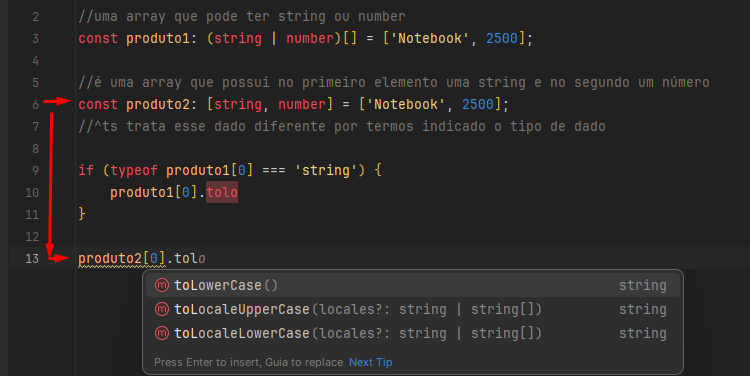 2 //uma array que pode ter string ou number
3 const produto1: (string | number)[] = ['Notebook', 2500];
4
5 //é uma array que possui no primeiro elemento uma string e no segundo um número
6 const produto2: [string, number] = ['Notebook', 2500];
7 //^ts trata esse dado diferente por termos indicado o tipo de dado
8
9 if (typeof produto1[0] === 'string') {
10 produto1[0].tolo
11 }
12
13 produto2[0].tolo
m toLowerCase() string
m toLocaleUpperCase(locales?: string | string[]) string
m toLocaleLowerCase(locales?: string | string[]) string
Press Enter to insert, Guia to replace Next Tip